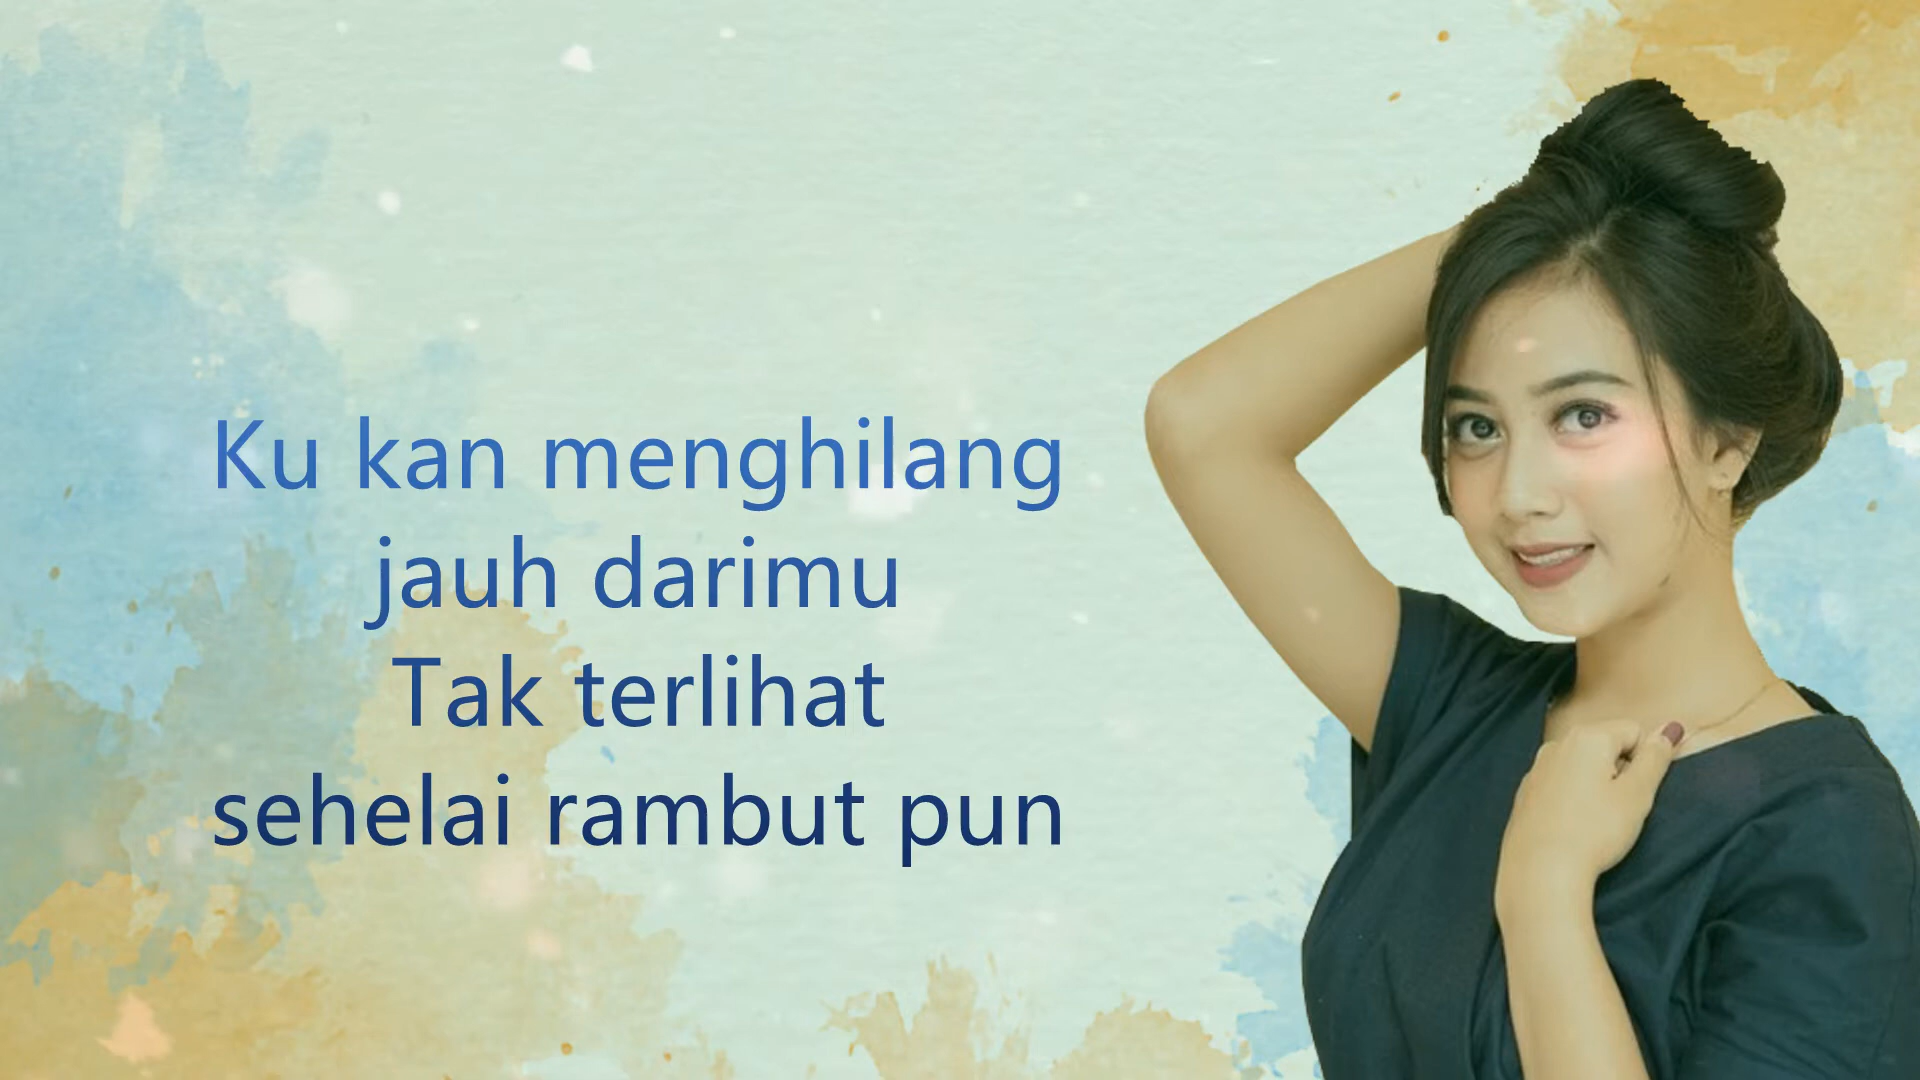 Ku kan menghilang
jauh darimu
Tak terlihat
sehelai rambut pun